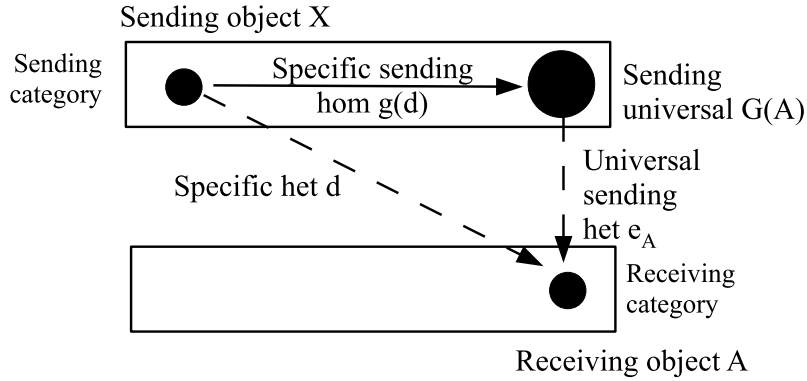 Sending object X
Sending
category
Specific sending
hom g(d)
Sending
universal G(A)
Specific het d
Universal
sending
het e_A
Receiving
category
Receiving object A